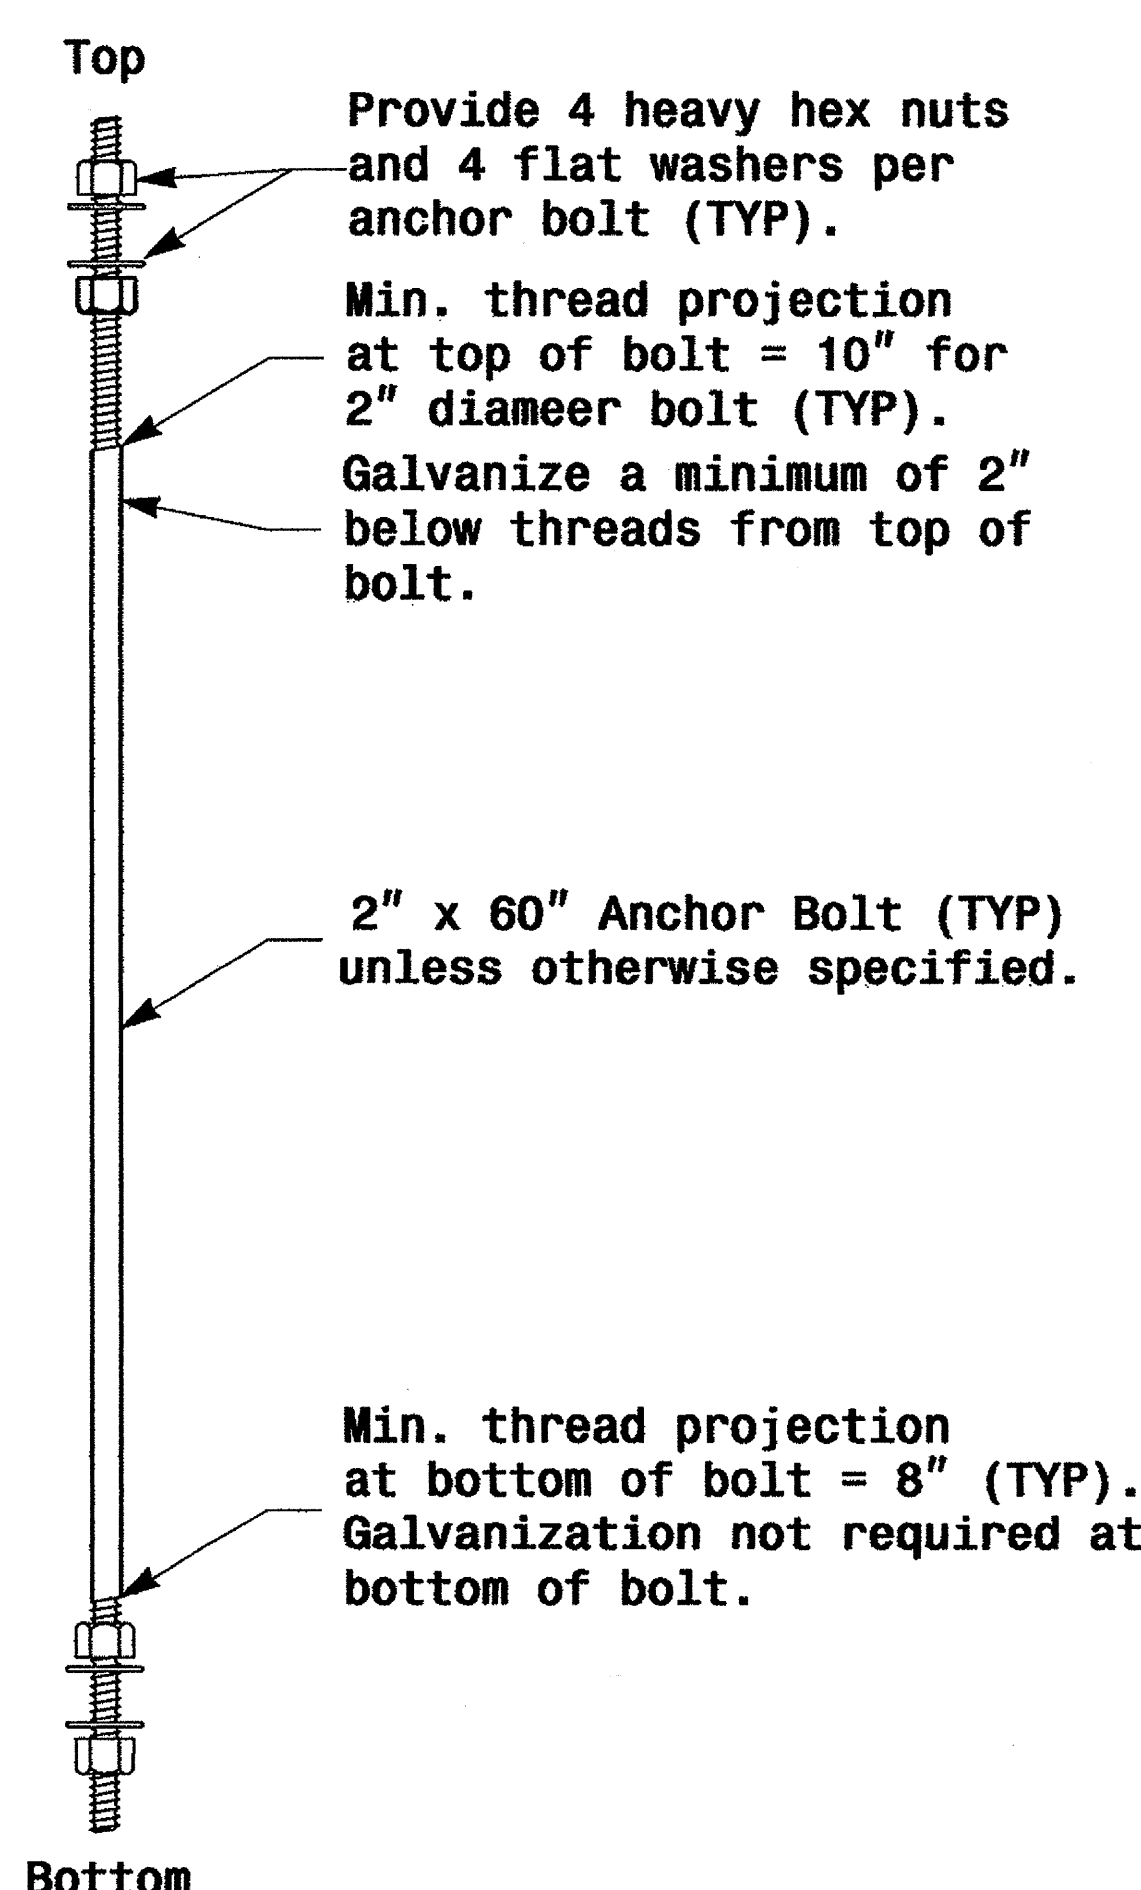 Top
Provide 4 heavy hex nuts
and 4 flat washers per
anchor bolt (TYP).
Min. thread projection
at top of bolt = 10" for
2" diameer bolt (TYP).
Galvanize a minimum of 2"
below threads from top of
bolt.
2" x 60" Anchor Bolt (TYP)
unless otherwise specified.
Min. thread projection
at bottom of bolt = 8" (TYP).
Galvanization not required at
bottom of bolt.
Bottom